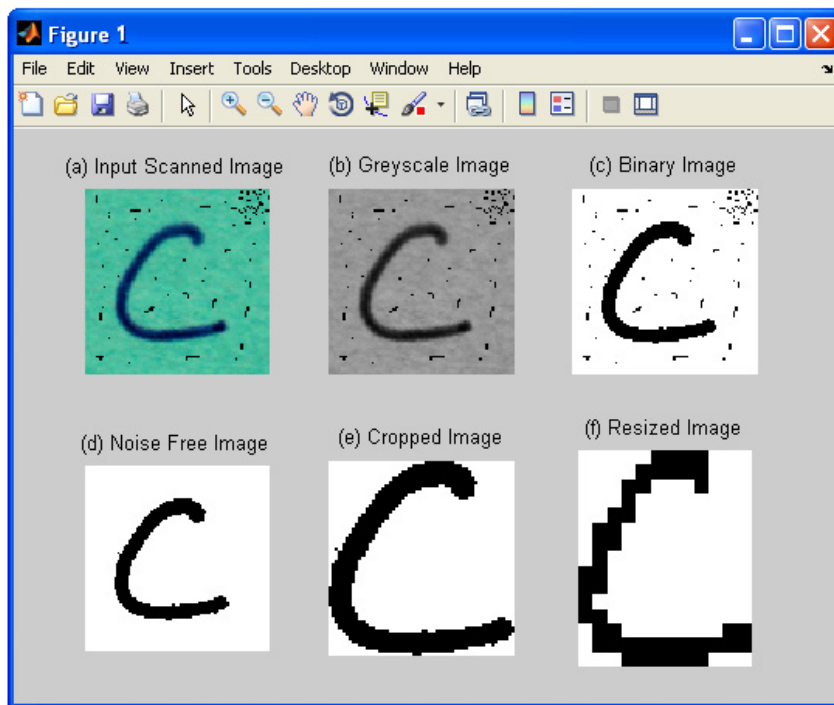 Figure 1
File Edit View Insert Tools Desktop Window Help
(a) Input Scanned Image (b) Greyscale Image (c) Binary Image
C C C
(d) Noise Free Image (e) Cropped Image (f) Resized Image
C C C